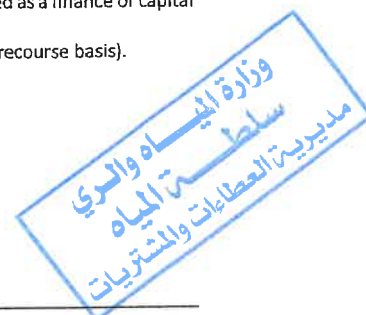 ed as a finance of capital
recourse basis).
وزارة المياه والري
سلطة المياه
مديرية العطاءات والمشتريات